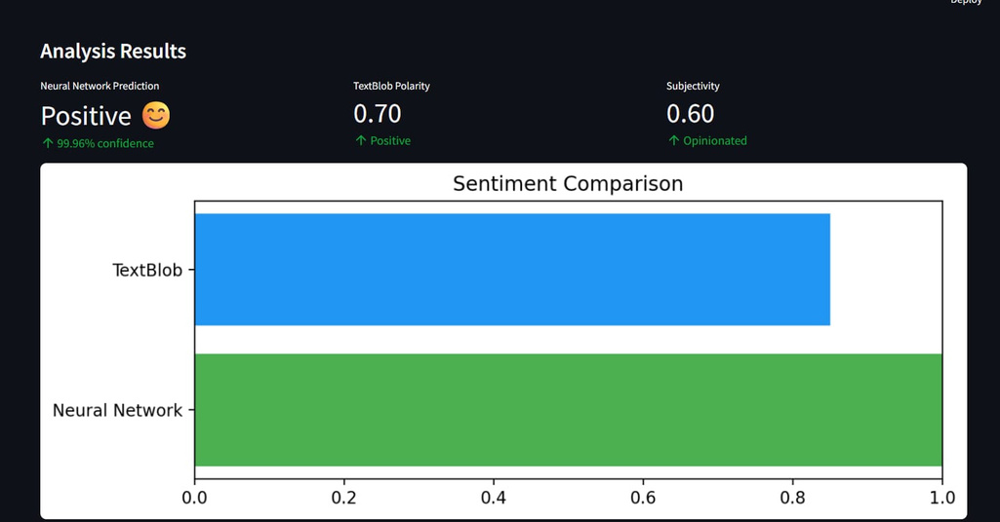 Deploy
Analysis Results
Neural Network Prediction
TextBlob Polarity
Subjectivity
Positive 😊
0.70
0.60
↑ 99.96% confidence
↑ Positive
↑ Opinionated
Sentiment Comparison
TextBlob
Neural Network
0.0 0.2 0.4 0.6 0.8 1.0